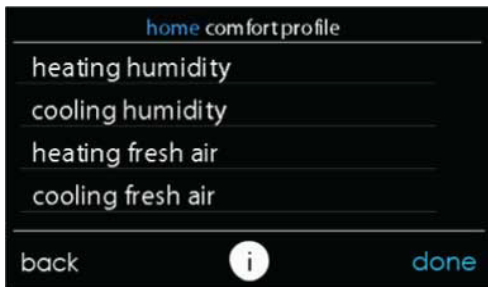 home comfort profile
heating humidity
cooling humidity
heating fresh air
cooling fresh air
back i done